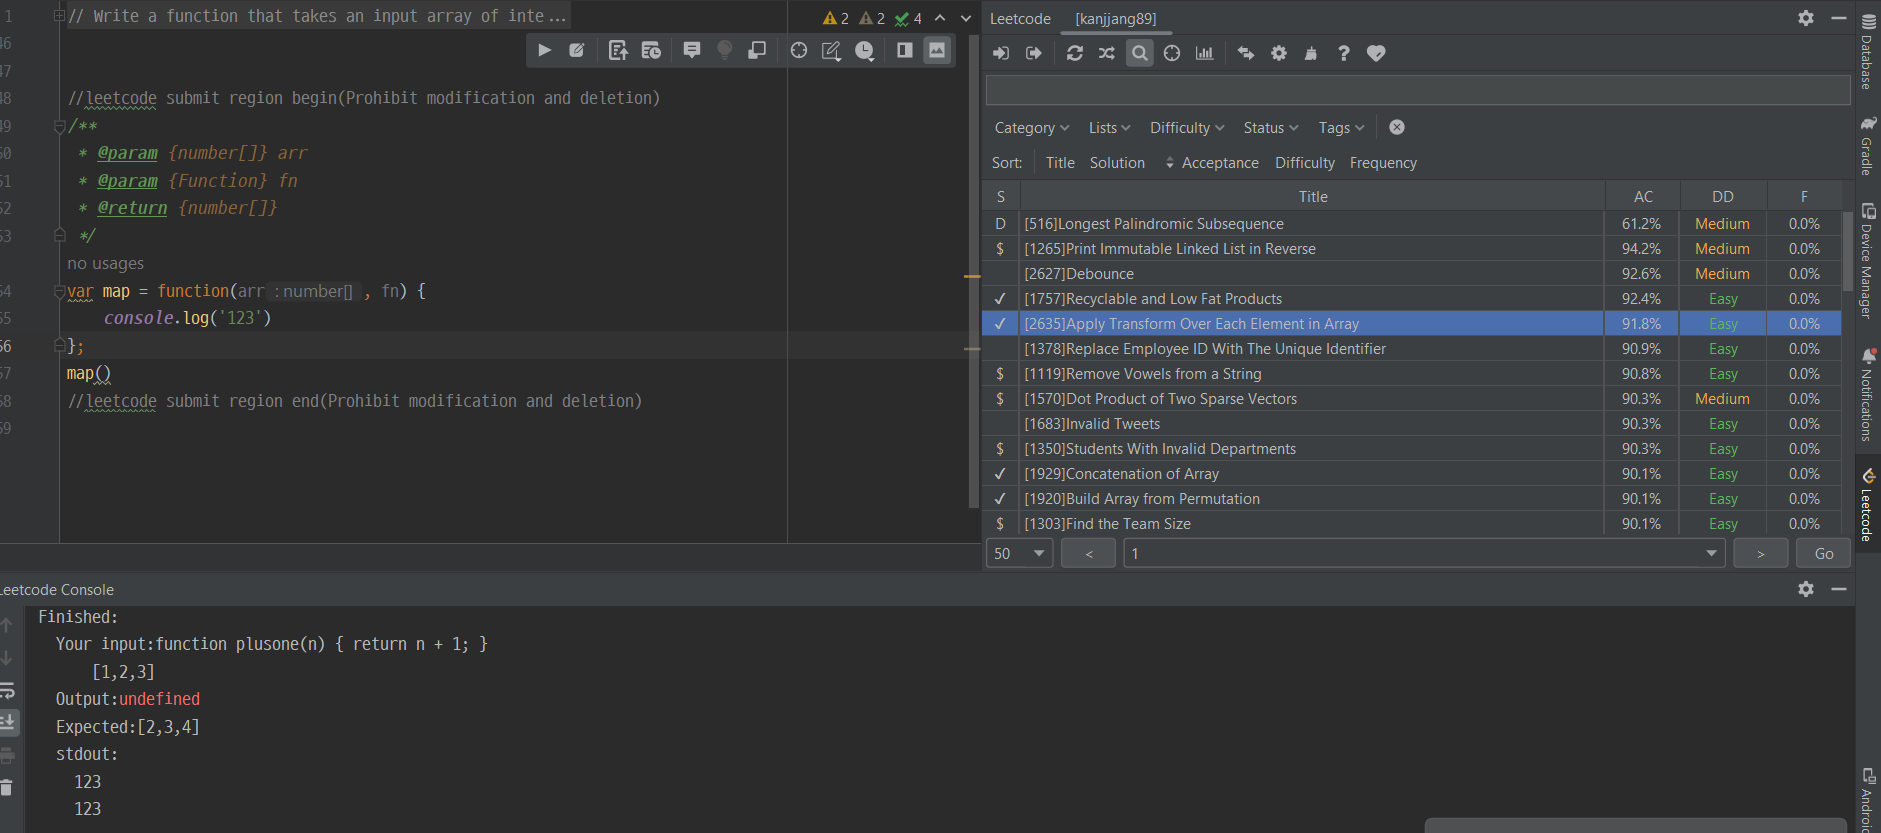 1 // Write a function that takes an input array of inte...
2 2 4
46
47
48 //leetcode submit region begin(Prohibit modification and deletion)
49 /**
50 * @param {number[]} arr
51 * @param {Function} fn
52 * @return {number[]}
53 */
no usages
54 var map = function(arr : number[] , fn) {
55 console.log('123')
56 };
57 map()
58 //leetcode submit region end(Prohibit modification and deletion)
59
Leetcode [kanjjang89]
Category Lists Difficulty Status Tags
Sort: Title Solution Acceptance Difficulty Frequency
S Title AC DD F
D [516]Longest Palindromic Subsequence 61.2% Medium 0.0%
$ [1265]Print Immutable Linked List in Reverse 94.2% Medium 0.0%
[2627]Debounce 92.6% Medium 0.0%
✓ [1757]Recyclable and Low Fat Products 92.4% Easy 0.0%
✓ [2635]Apply Transform Over Each Element in Array 91.8% Easy 0.0%
[1378]Replace Employee ID With The Unique Identifier 90.9% Easy 0.0%
$ [1119]Remove Vowels from a String 90.8% Easy 0.0%
$ [1570]Dot Product of Two Sparse Vectors 90.3% Medium 0.0%
[1683]Invalid Tweets 90.3% Easy 0.0%
$ [1350]Students With Invalid Departments 90.3% Easy 0.0%
✓ [1929]Concatenation of Array 90.1% Easy 0.0%
✓ [1920]Build Array from Permutation 90.1% Easy 0.0%
$ [1303]Find the Team Size 90.1% Easy 0.0%
50 < 1 > Go
Database
Gradle
Device Manager
Notifications
Leetcode
Android
Leetcode Console
Finished:
Your input:function plusone(n) { return n + 1; }
[1,2,3]
Output:undefined
Expected:[2,3,4]
stdout:
123
123